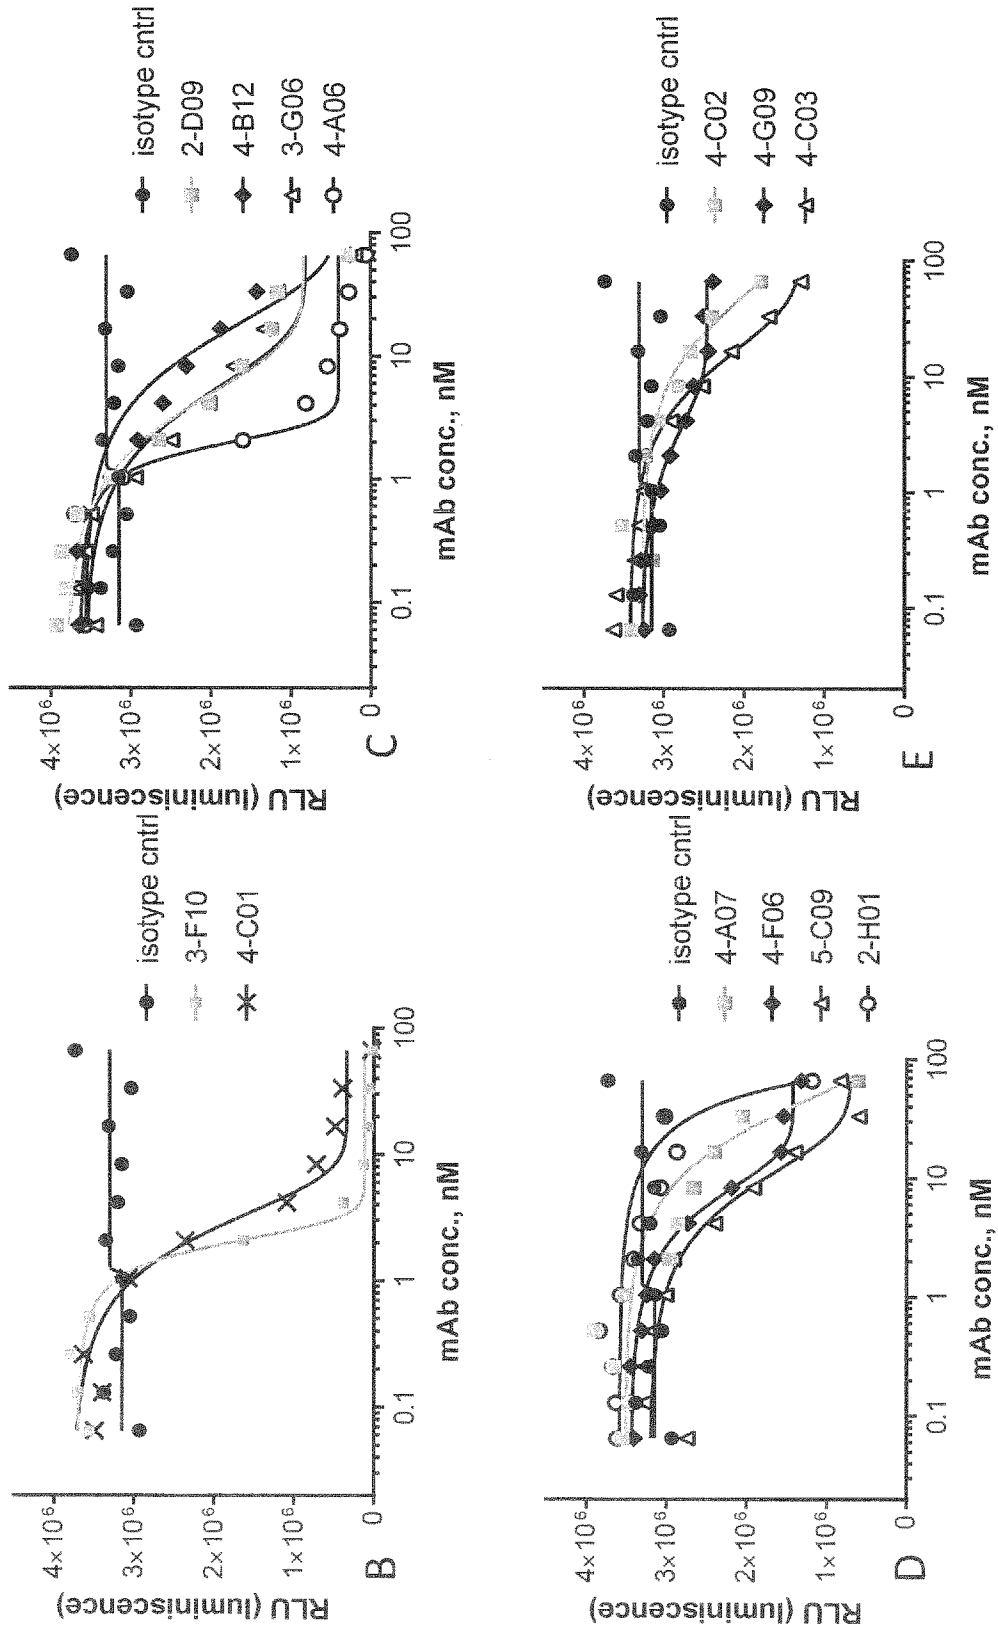 B
RLU (luminiscence)
4×10⁶
3×10⁶
2×10⁶
1×10⁶
0
0.1
1
10
100
mAb conc., nM
isotype cntrl
3-F10
4-C01
C
RLU (luminiscence)
4×10⁶
3×10⁶
2×10⁶
1×10⁶
0
0.1
1
10
100
mAb conc., nM
isotype cntrl
2-D09
4-B12
3-G06
4-A06
D
RLU (luminiscence)
4×10⁶
3×10⁶
2×10⁶
1×10⁶
0
0.1
1
10
100
mAb conc., nM
isotype cntrl
4-A07
4-F06
5-C09
2-H01
E
RLU (luminiscence)
4×10⁶
3×10⁶
2×10⁶
1×10⁶
0
0.1
1
10
100
mAb conc., nM
isotype cntrl
4-C02
4-G09
4-C03